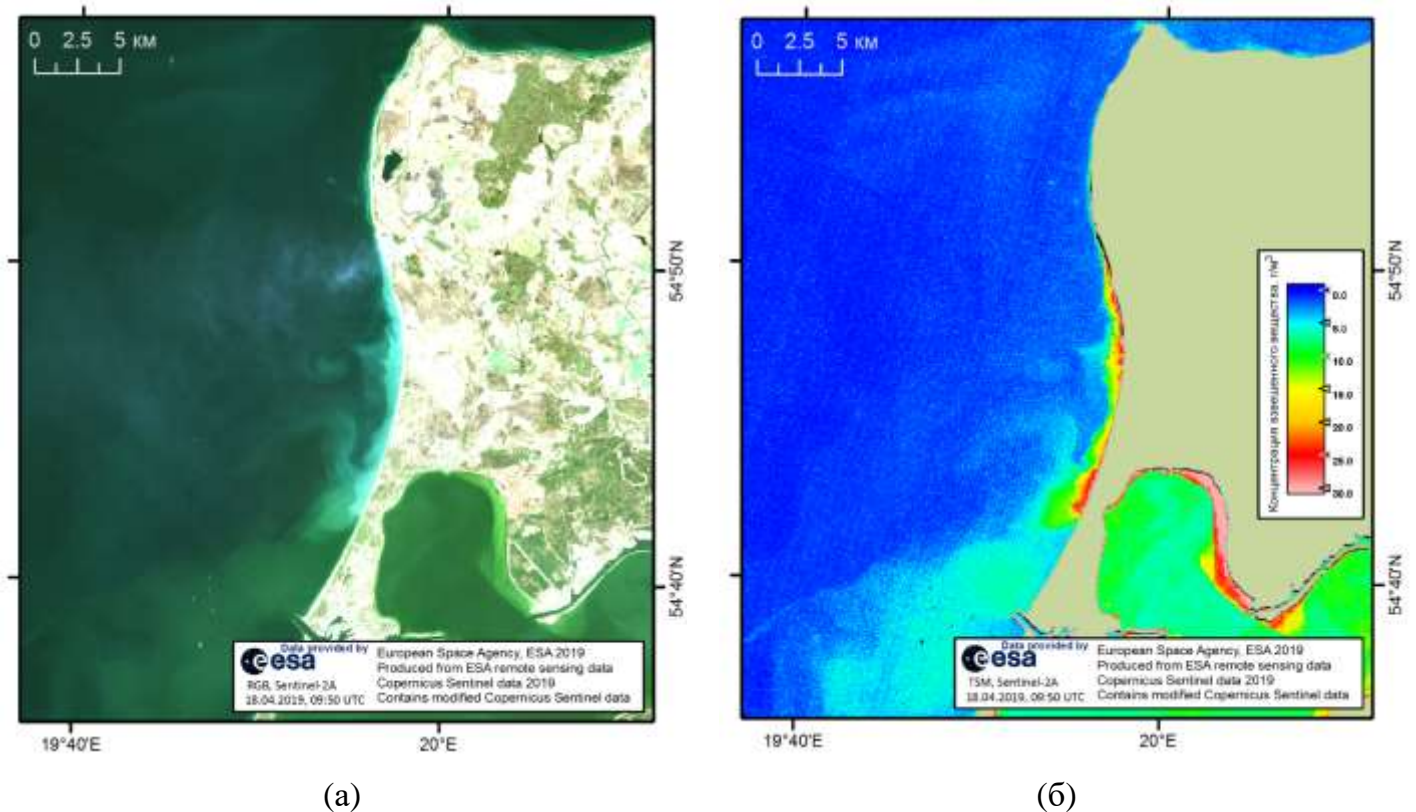 0 2.5 5 км
54°50'N
54°40'N
Data provided by
esa
RGB, Sentinel-2A
18.04.2019, 09:50 UTC
European Space Agency, ESA 2019
Produced from ESA remote sensing data
Copernicus Sentinel data 2019
Contains modified Copernicus Sentinel data
19°40'E
20°E
(а)
0 2.5 5 км
54°50'N
Концентрация взвешенного вещества, г/м³
0.0
5.0
10.0
15.0
20.0
25.0
30.0
54°40'N
Data provided by
esa
TSM, Sentinel-2A
18.04.2019, 09:50 UTC
European Space Agency, ESA 2019
Produced from ESA remote sensing data
Copernicus Sentinel data 2019
Contains modified Copernicus Sentinel data
19°40'E
20°E
(б)